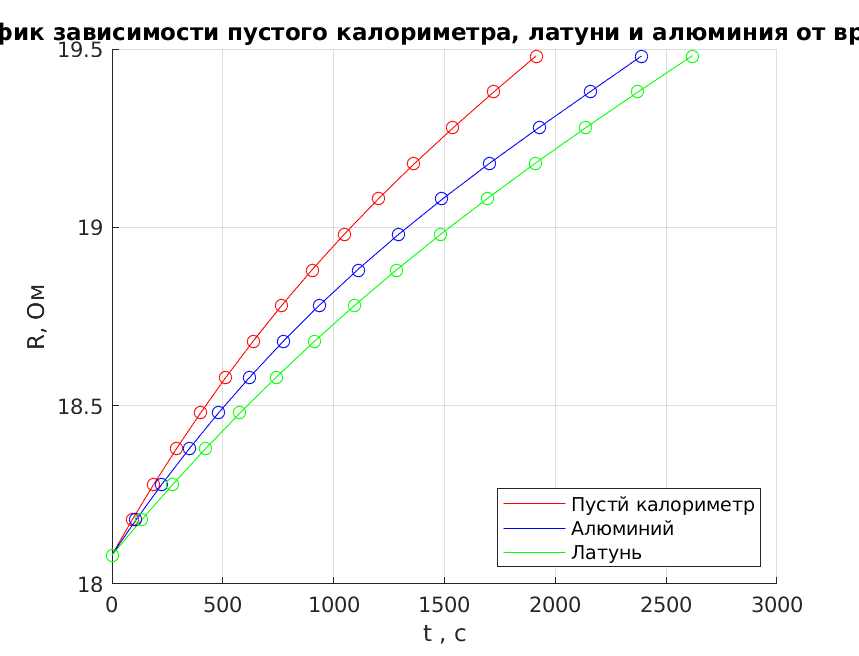 фик зависимости пустого калориметра, латуни и алюминия от вр
19.5
19
18.5
18
R, Ом
0 500 1000 1500 2000 2500 3000
t , с
Пустй калориметр
Алюминий
Латунь